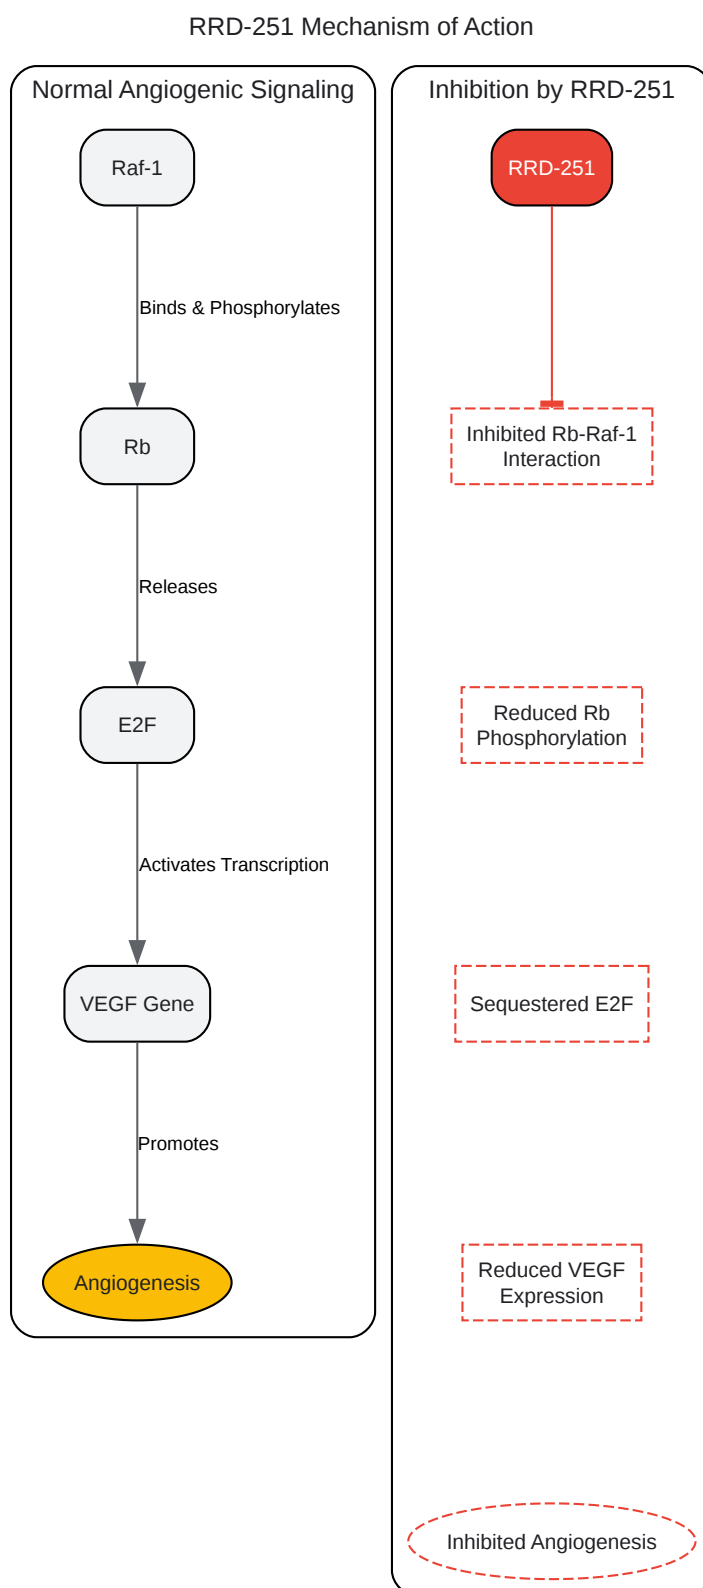 RRD-251 Mechanism of Action
Normal Angiogenic Signaling
Raf-1
Binds & Phosphorylates
Rb
Releases
E2F
Activates Transcription
VEGF Gene
Promotes
Angiogenesis
Inhibition by RRD-251
RRD-251
Inhibited Rb-Raf-1
Interaction
Reduced Rb
Phosphorylation
Sequestered E2F
Reduced VEGF
Expression
Inhibited Angiogenesis